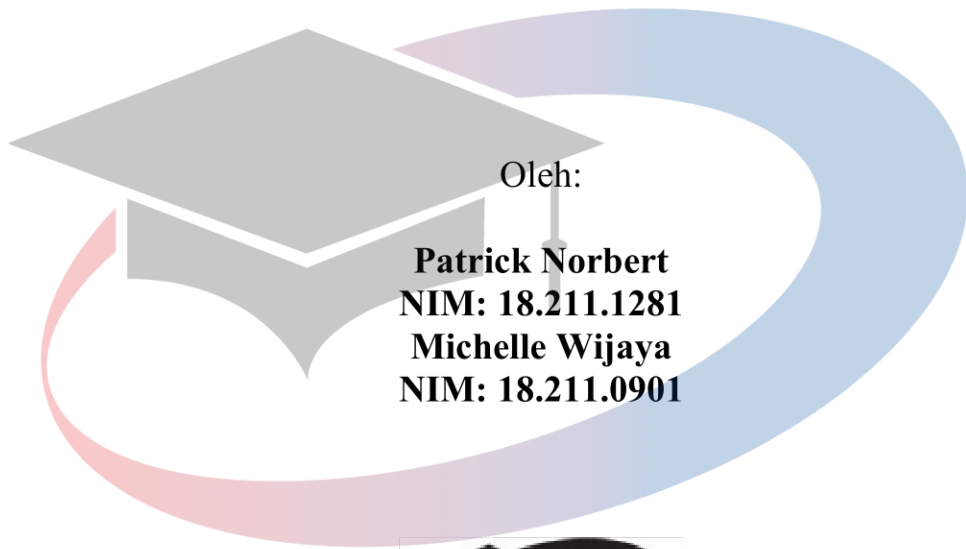 Oleh:
Patrick Norbert
NIM: 18.211.1281
Michelle Wijaya
NIM: 18.211.0901